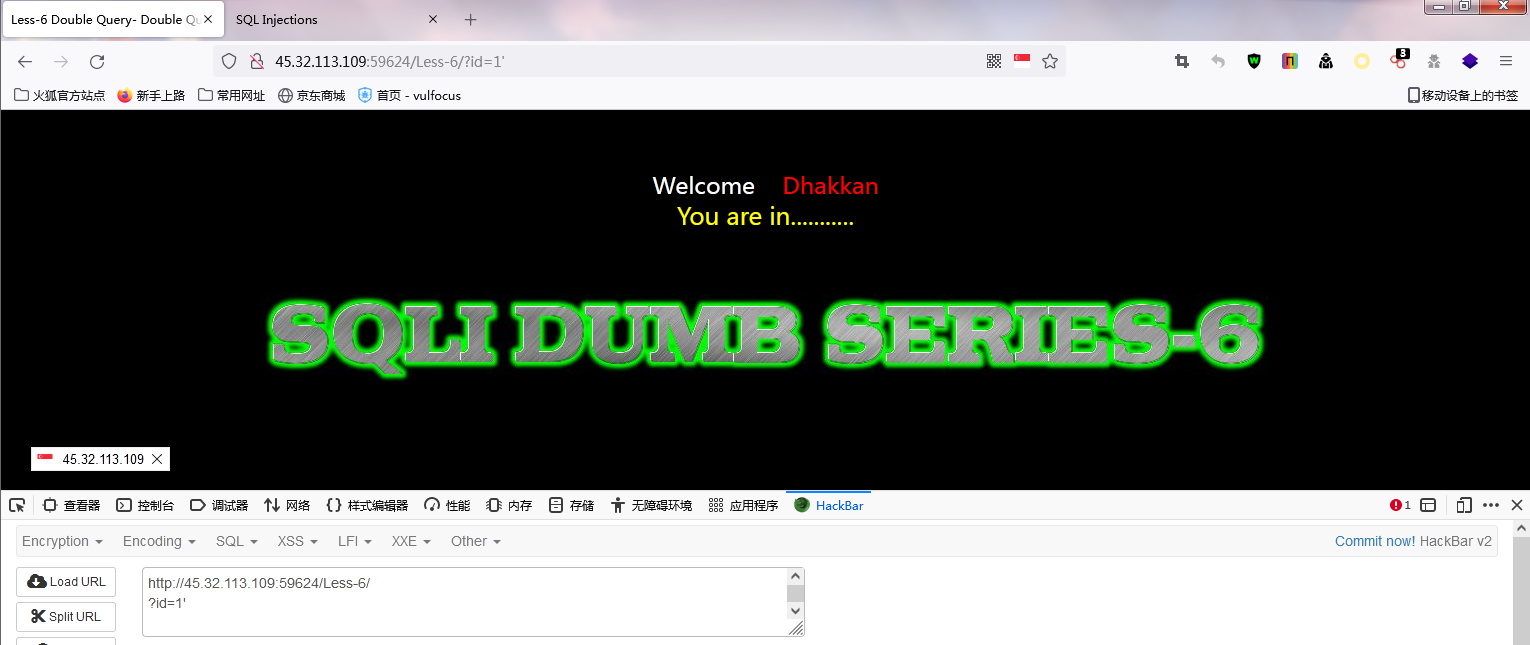 Less-6 Double Query- Double Qu
SQL Injections
45.32.113.109:59624/Less-6/?id=1'
3
火狐官方站点
新手上路
常用网址
京东商城
首页 - vulfocus
移动设备上的书签
Welcome Dhakkan
You are in...........
SQLI DUMB SERIES-6
45.32.113.109
查看器 控制台 调试器 网络 样式编辑器 性能 内存 存储 无障碍环境 应用程序 HackBar 1
Encryption Encoding SQL XSS LFI XXE Other Commit now! HackBar v2
Load URL
http://45.32.113.109:59624/Less-6/
?id=1'
Split URL